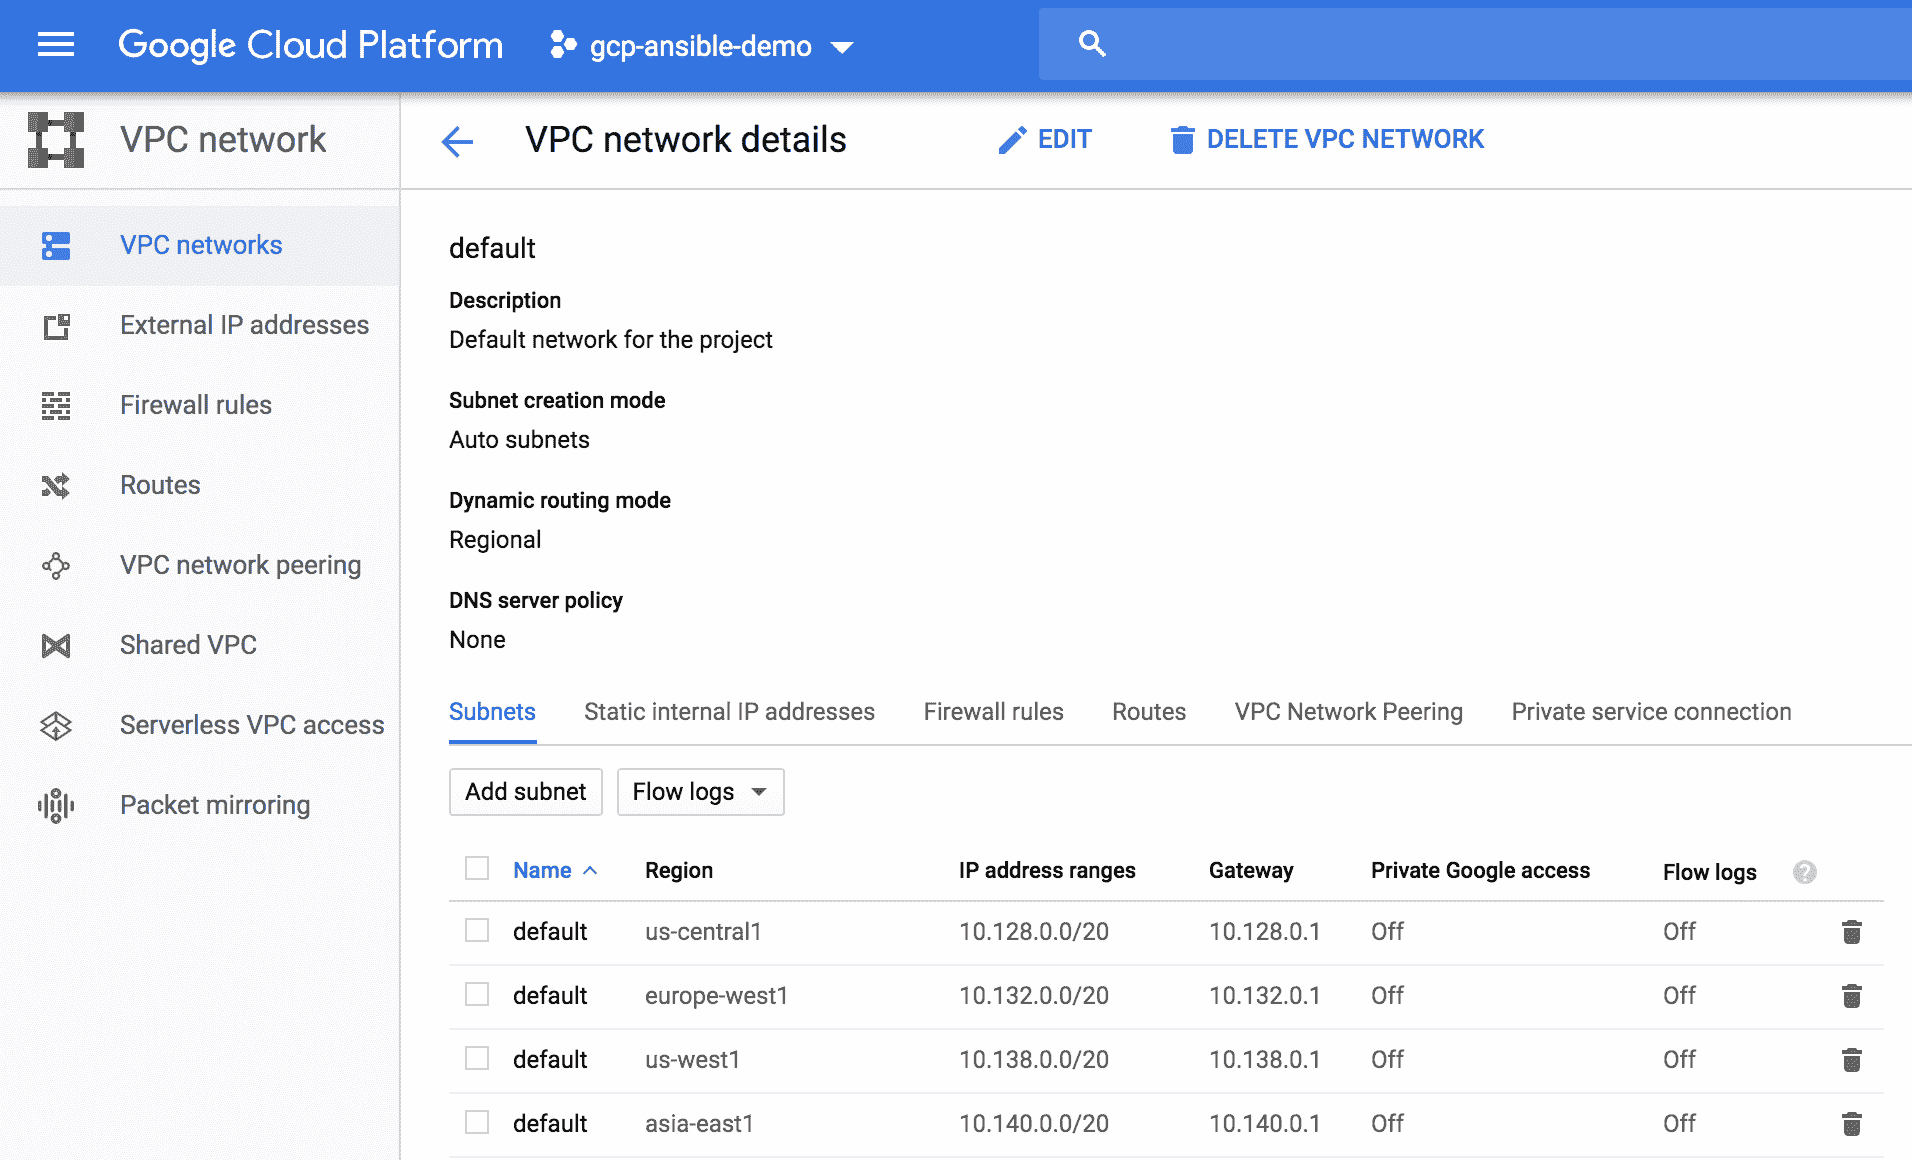 Google Cloud Platform gcp-ansible-demo
VPC network
VPC networks
External IP addresses
Firewall rules
Routes
VPC network peering
Shared VPC
Serverless VPC access
Packet mirroring
VPC network details EDIT DELETE VPC NETWORK
default
Description
Default network for the project
Subnet creation mode
Auto subnets
Dynamic routing mode
Regional
DNS server policy
None
Subnets Static internal IP addresses Firewall rules Routes VPC Network Peering Private service connection
Add subnet Flow logs
Name Region IP address ranges Gateway Private Google access Flow logs ?
default us-central1 10.128.0.0/20 10.128.0.1 Off Off
default europe-west1 10.132.0.0/20 10.132.0.1 Off Off
default us-west1 10.138.0.0/20 10.138.0.1 Off Off
default asia-east1 10.140.0.0/20 10.140.0.1 Off Off